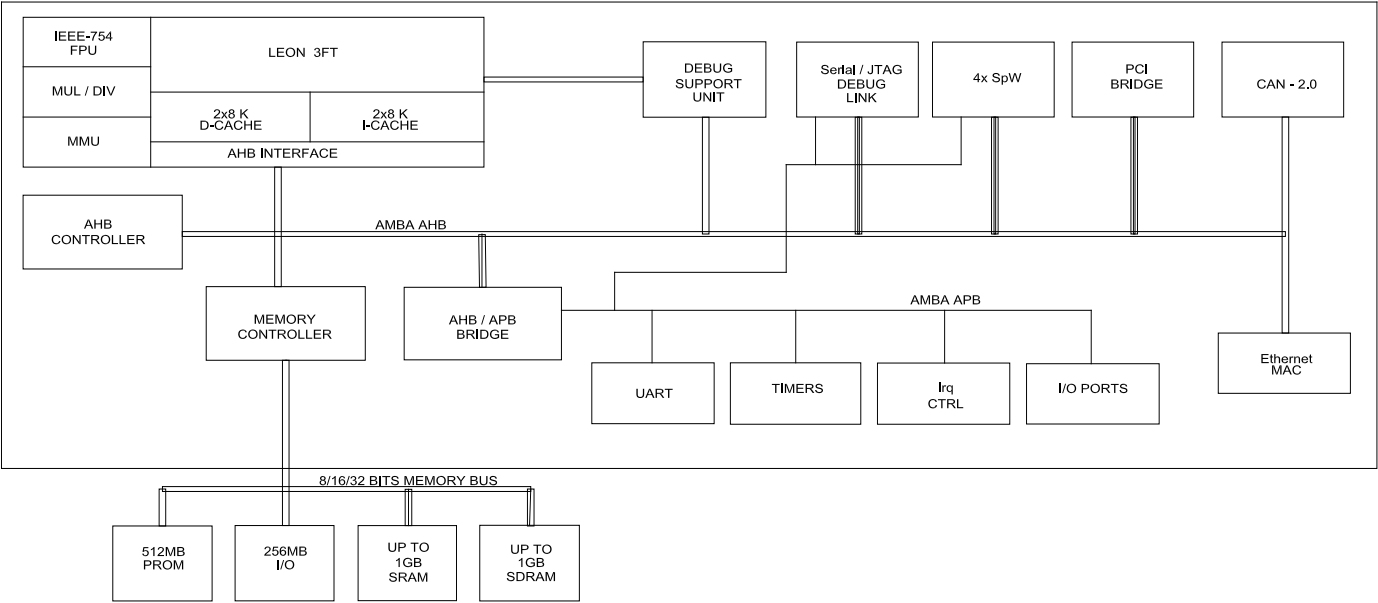 IEEE-754
FPU
LEON 3FT
MUL / DIV
2x8 K
D-CACHE
2x8 K
I-CACHE
MMU
AHB INTERFACE
DEBUG
SUPPORT
UNIT
Serial / JTAG
DEBUG
LINK
4x SpW
PCI
BRIDGE
CAN - 2.0
AHB
CONTROLLER
AMBA AHB
MEMORY
CONTROLLER
AHB / APB
BRIDGE
AMBA APB
UART
TIMERS
Irq
CTRL
I/O PORTS
Ethernet
MAC
8/16/32 BITS MEMORY BUS
512MB
PROM
256MB
I/O
UP TO
1GB
SRAM
UP TO
1GB
SDRAM